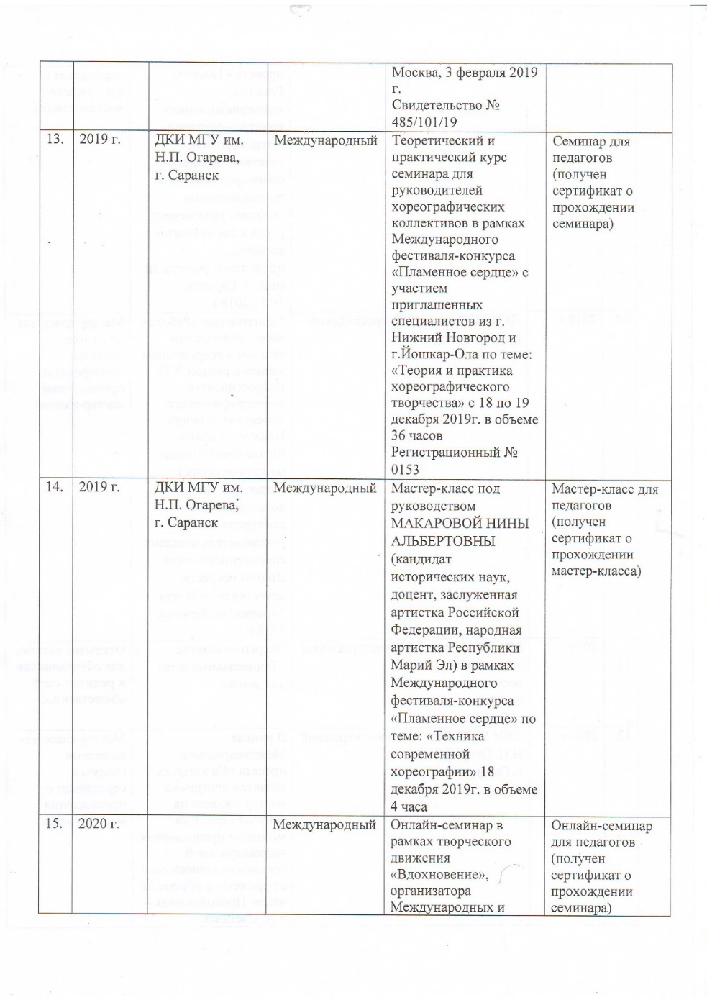 Москва, 3 февраля 2019
г.
Свидетельство №
485/101/19
13.
2019 г.
ДКИ МГУ им.
Н.П. Огарева,
г. Саранск
Международный
Теоретический и
практический курс
семинара для
руководителей
хореографических
коллективов в рамках
Международного
фестиваля-конкурса
«Пламенное сердце» с
участием
приглашенных
специалистов из г.
Нижний Новгород и
г.Йошкар-Ола по теме:
«Теория и практика
хореографического
творчества» с 18 по 19
декабря 2019г. в объеме
36 часов
Регистрационный №
0153
Семинар для
педагогов
(получен
сертификат о
прохождении
семинара)
14.
2019 г.
ДКИ МГУ им.
Н.П. Огарева,
г. Саранск
Международный
Мастер-класс под
руководством
МАКАРОВОЙ НИНЫ
АЛЬБЕРТОВНЫ
(кандидат
исторических наук,
доцент, заслуженная
артистка Российской
Федерации, народная
артистка Республики
Марий Эл) в рамках
Международного
фестиваля-конкурса
«Пламенное сердце» по
теме: «Техника
современной
хореографии» 18
декабря 2019г. в объеме
4 часа
Мастер-класс для
педагогов
(получен
сертификат о
прохождении
мастер-класса)
15.
2020 г.
Международный
Онлайн-семинар в
рамках творческого
движения
«Вдохновение»,
организатора
Международных и
Онлайн-семинар
для педагогов
(получен
сертификат о
прохождении
семинара)